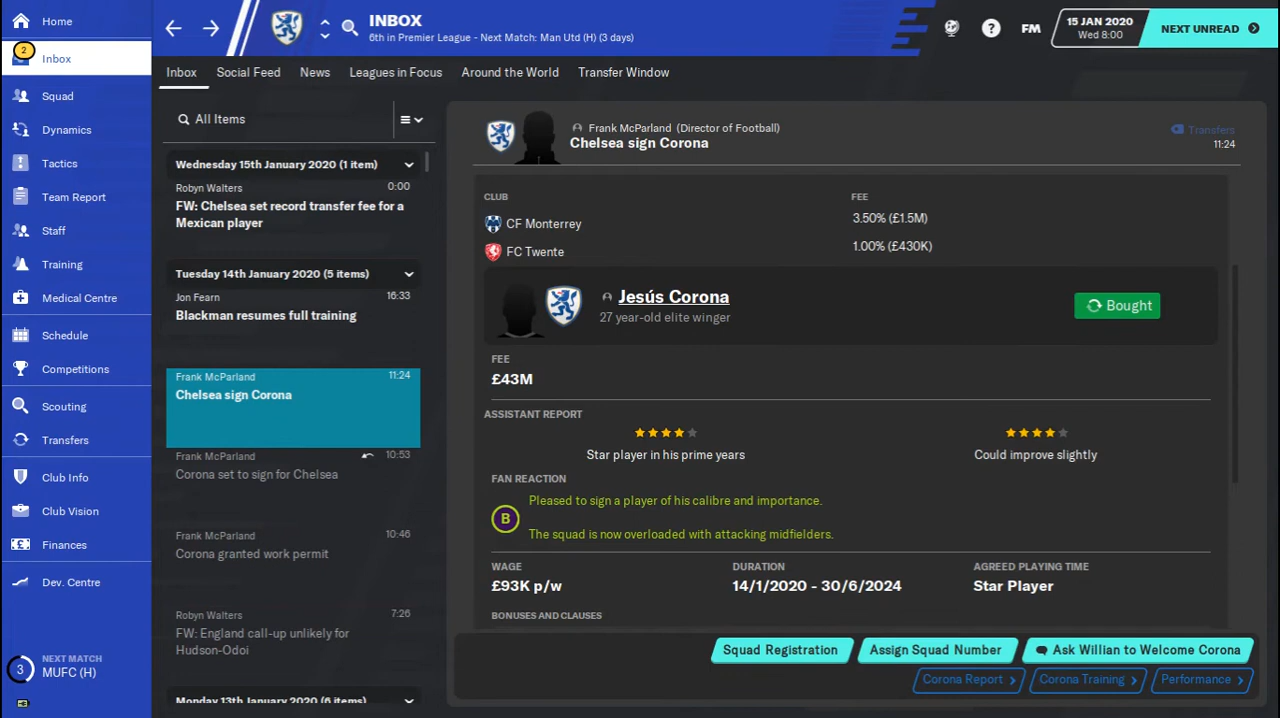 Home
2
Inbox
Squad
Dynamics
Tactics
Team Report
Staff
Training
Medical Centre
Schedule
Competitions
Scouting
Transfers
Club Info
Club Vision
Finances
Dev. Centre
3
NEXT MATCH
MUFC (H)
INBOX
6th in Premier League - Next Match: Man Utd (H) (3 days)
FM
15 JAN 2020
Wed 8:00
NEXT UNREAD
Inbox Social Feed News Leagues in Focus Around the World Transfer Window
All Items
Wednesday 15th January 2020 (1 item)
Robyn Walters 0:00
FW: Chelsea set record transfer fee for a
Mexican player
Tuesday 14th January 2020 (5 items)
Jon Fearn 16:33
Blackman resumes full training
Frank McParland 11:24
Chelsea sign Corona
Frank McParland 10:53
Corona set to sign for Chelsea
Frank McParland 10:46
Corona granted work permit
Robyn Walters 7:26
FW: England call-up unlikely for
Hudson-Odoi
Monday 13th January 2020 (6 items)
Frank McParland (Director of Football)
Chelsea sign Corona
Transfers
11:24
CLUB FEE
CF Monterrey 3.50% (£1.5M)
FC Twente 1.00% (£430K)
Jesús Corona
27 year-old elite winger
Bought
FEE
£43M
ASSISTANT REPORT
Star player in his prime years Could improve slightly
FAN REACTION
B
Pleased to sign a player of his calibre and importance.
The squad is now overloaded with attacking midfielders.
WAGE DURATION AGREED PLAYING TIME
£93K p/w 14/1/2020 - 30/6/2024 Star Player
BONUSES AND CLAUSES
Squad Registration Assign Squad Number Ask Willian to Welcome Corona
Corona Report Corona Training Performance